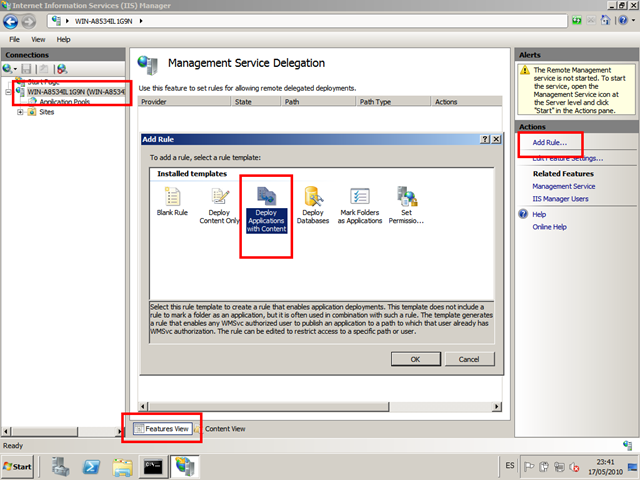 Internet Information Services (IIS) Manager
WIN-A8534IL1G9N
File View Help
Connections
Start Page
WIN-A8534IL1G9N (WIN-A8534
Application Pools
Sites
Management Service Delegation
Use this feature to set rules for allowing remote delegated deployments.
Provider State Path Path Type Actions
Add Rule
To add a rule, select a rule template:
Installed templates
Blank Rule
Deploy
Content Only
Deploy
Applications
with Content
Deploy
Databases
Mark Folders
as Applications
Set
Permissio...
Select this rule template to create a rule that enables application deployments. This template does not include a
rule to mark a folder as an application, but it is often used in combination with such a rule. The template generates
a rule that enables any WMSvc authorized user to publish an application to a path to which that user already has
WMSvc authorization. The rule can be edited to restrict access to a specific path or user.
OK Cancel
Features View Content View
Alerts
The Remote Management
service is not started. To start
the service, open the
Management Service icon at
the Server level and click
"Start" in the Actions pane.
Actions
Add Rule...
Edit Feature Settings...
Related Features
Management Service
IIS Manager Users
Help
Online Help
Ready
Start
ES
23:41
17/05/2010